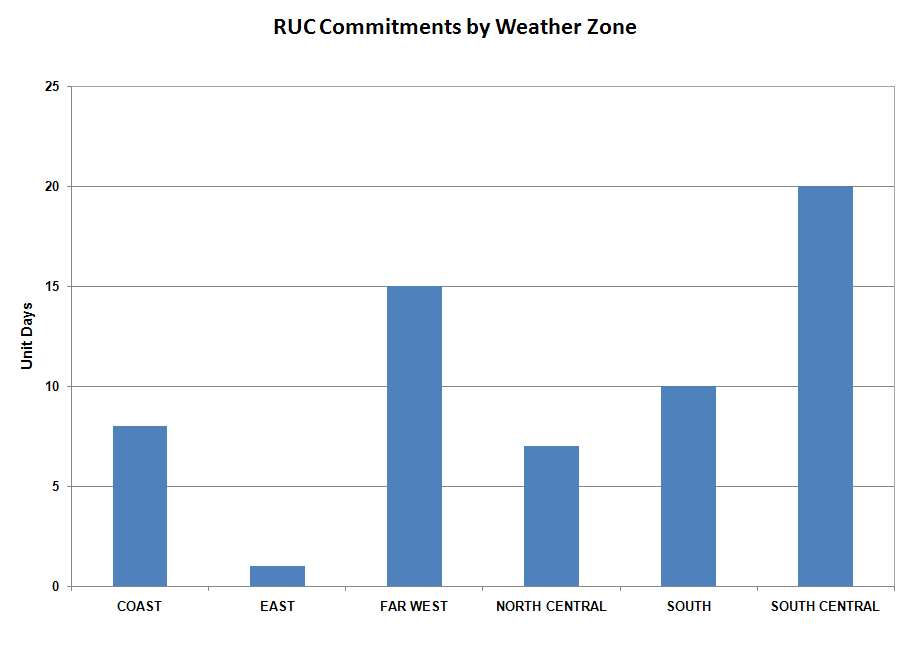 RUC Commitments by Weather Zone
25
20
15
10
5
0
Unit Days
COAST
EAST
FAR WEST
NORTH CENTRAL
SOUTH
SOUTH CENTRAL